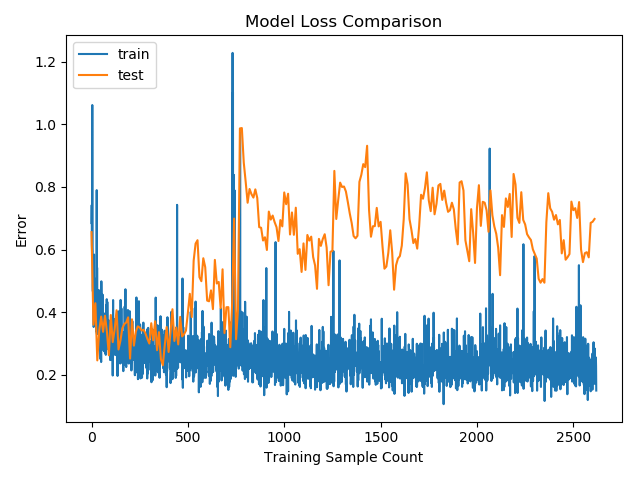 Model Loss Comparison
train
test
Error
1.2
1.0
0.8
0.6
0.4
0.2
0
500
1000
1500
2000
2500
Training Sample Count